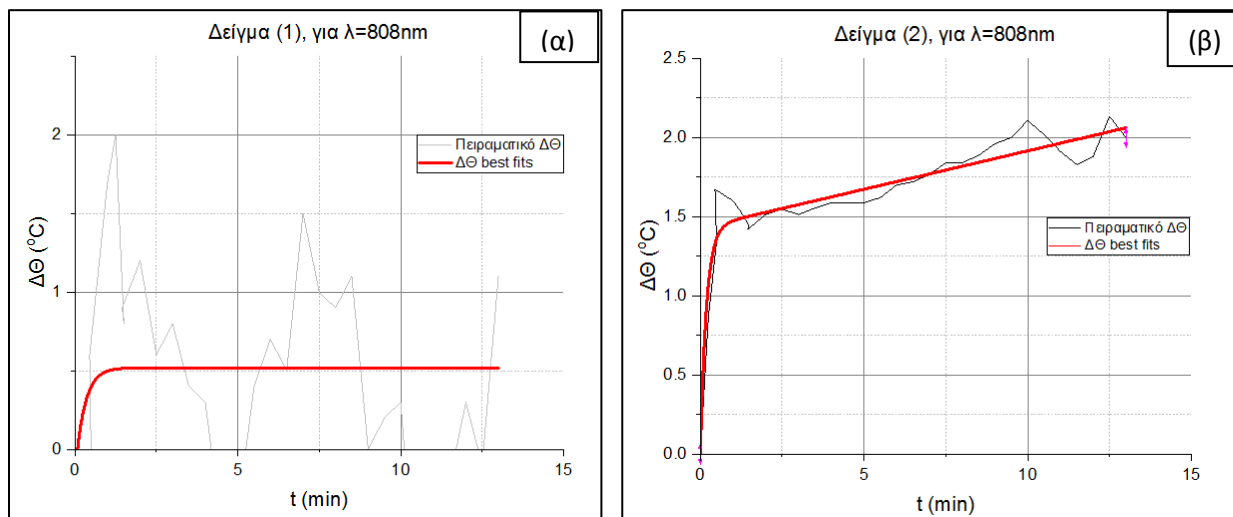 Δείγμα (1), για λ=808nm
(α)
2
1
0
ΔΘ (°C)
Πειραματικό ΔΘ
ΔΘ best fits
0
5
10
15
t (min)
Δείγμα (2), για λ=808nm
(β)
2.5
2.0
1.5
1.0
0.5
0.0
ΔΘ (°C)
Πειραματικό ΔΘ
ΔΘ best fits
0
5
10
15
t (min)